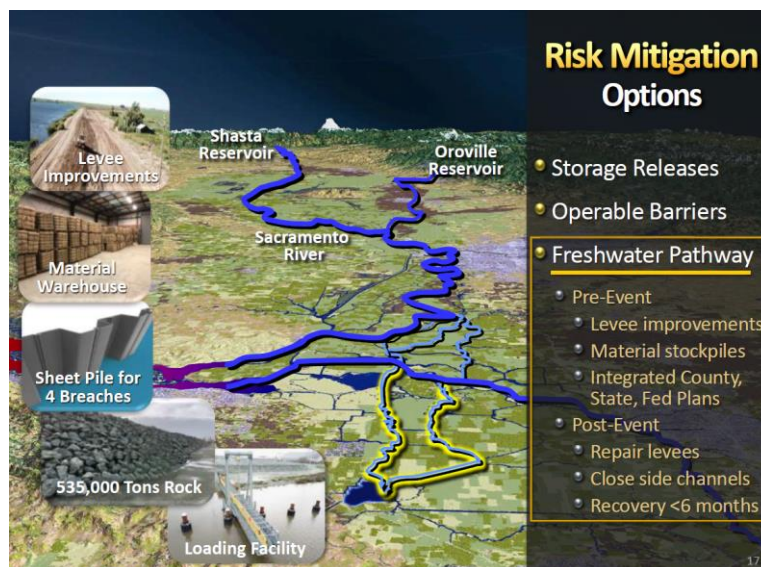 Risk Mitigation
Options
Storage Releases
Operable Barriers
Freshwater Pathway
Pre-Event
Levee improvements
Material stockpiles
Integrated County,
State, Fed Plans
Post-Event
Repair levees
Close side channels
Recovery <6 months
Levee
Improvements
Material
Warehouse
Sheet Pile for
4 Breaches
535,000 Tons Rock
Loading Facility
Shasta
Reservoir
Oroville
Reservoir
Sacramento
River
17